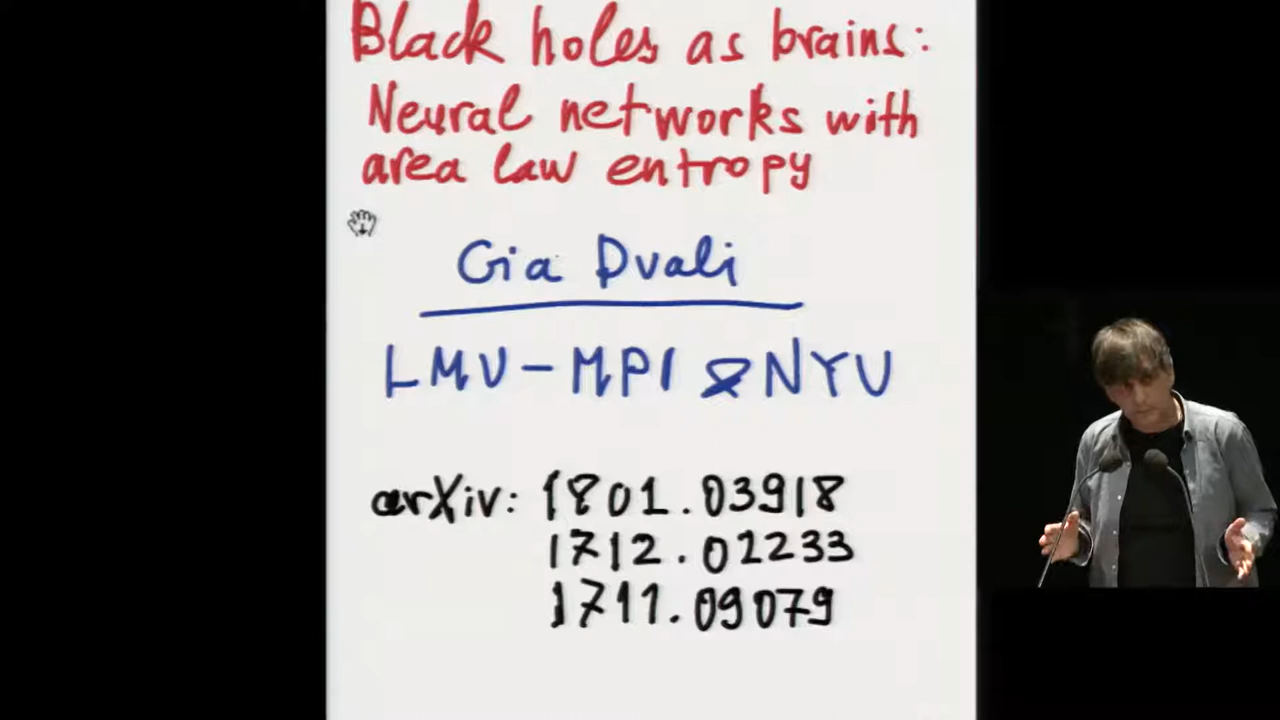 Black holes as brains:
Neural networks with
area law entropy
Gia Dvali
LMU-MPI & NYU
arXiv: 1801.03918
1712.02233
1711.09079